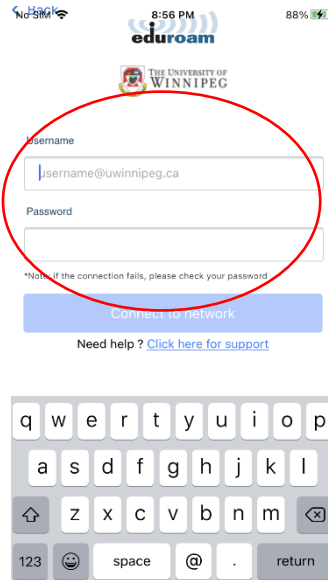 Back
No SIM 8:56 PM 88%
eduroam
THE UNIVERSITY OF
WINNIPEG
Username
username@uwinnipeg.ca
Password
*Note: if the connection fails, please check your password
Connect to network
Need help ? Click here for support
q w e r t y u i o p
a s d f g h j k l
z x c v b n m
123 space @ . return